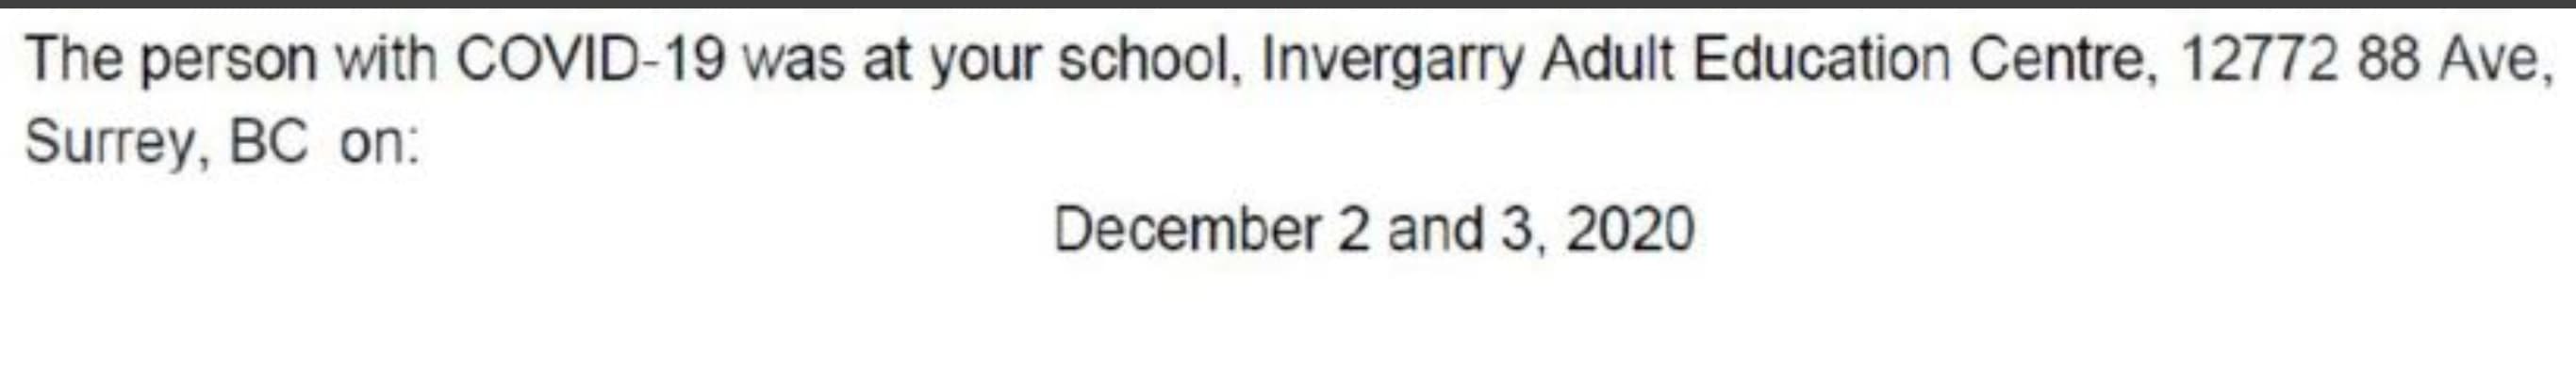 The person with COVID-19 was at your school, Invergarry Adult Education Centre, 12772 88 Ave,
Surrey, BC on:
December 2 and 3, 2020